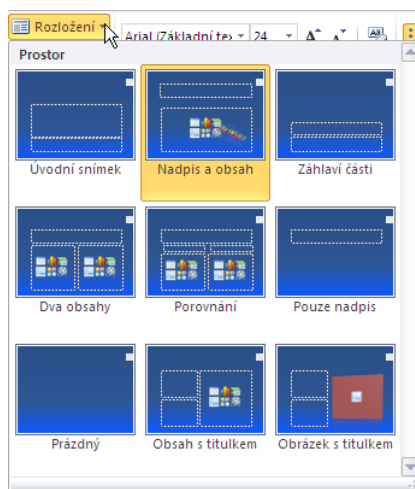 Rozložení
Arial (Základní te 24 A A
Prostor
Úvodní snímek Nadpis a obsah Záhlaví části
Dva obsahy Porovnání Pouze nadpis
Prázdný Obsah s titulkem Obrázek s titulkem